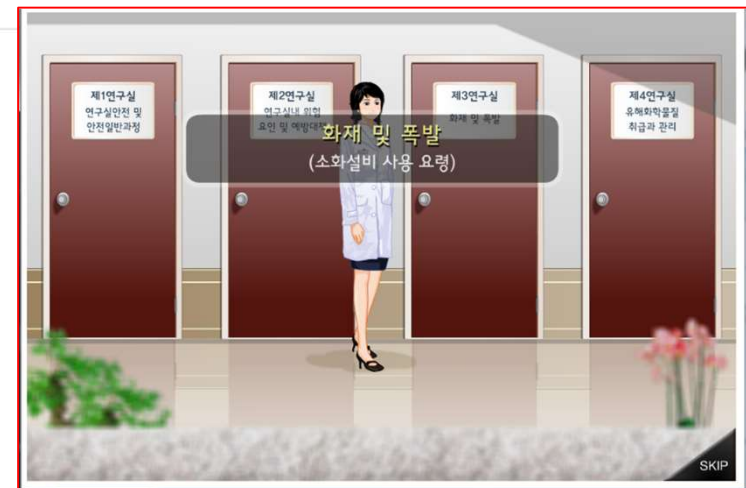 제1연구실
연구실안전 및
안전일반과정
제2연구실
연구실내 위험
요인 및 예방대책
제3연구실
화재 및 폭발
제4연구실
유해화학물질
취급과 관리
화재 및 폭발
(소화설비 사용 요령)
SKIP